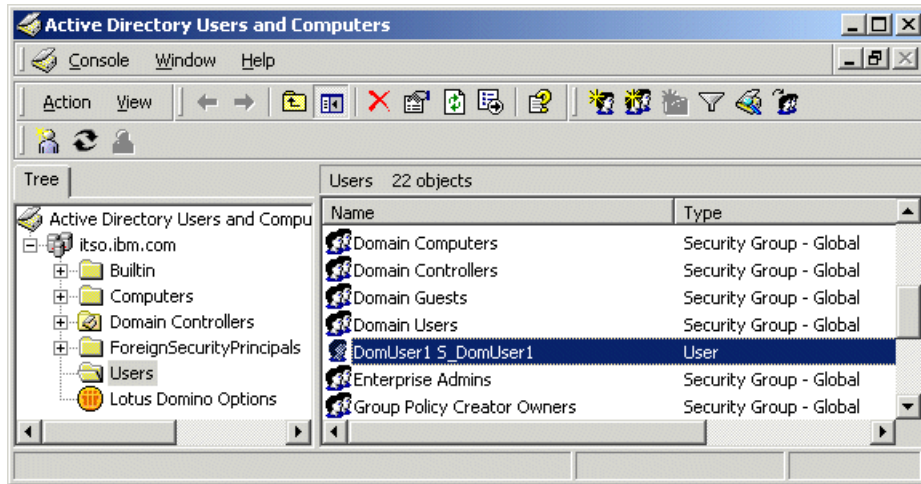 Active Directory Users and Computers
Console Window Help
Action View
Tree
Users 22 objects
Active Directory Users and Compu
itso.ibm.com
Builtin
Computers
Domain Controllers
ForeignSecurityPrincipals
Users
Lotus Domino Options
Name Type
Domain Computers Security Group - Global
Domain Controllers Security Group - Global
Domain Guests Security Group - Global
Domain Users Security Group - Global
DomUser1 S_DomUser1 User
Enterprise Admins Security Group - Global
Group Policy Creator Owners Security Group - Global